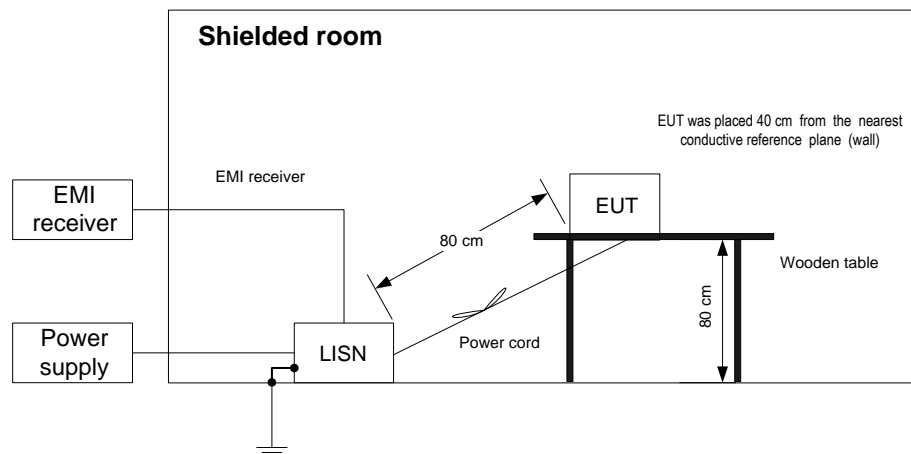 Shielded room
EUT was placed 40 cm from the nearest
conductive reference plane (wall)
EMI receiver
EMI
receiver
EUT
80 cm
Wooden table
80 cm
Power cord
LISN
Power
supply